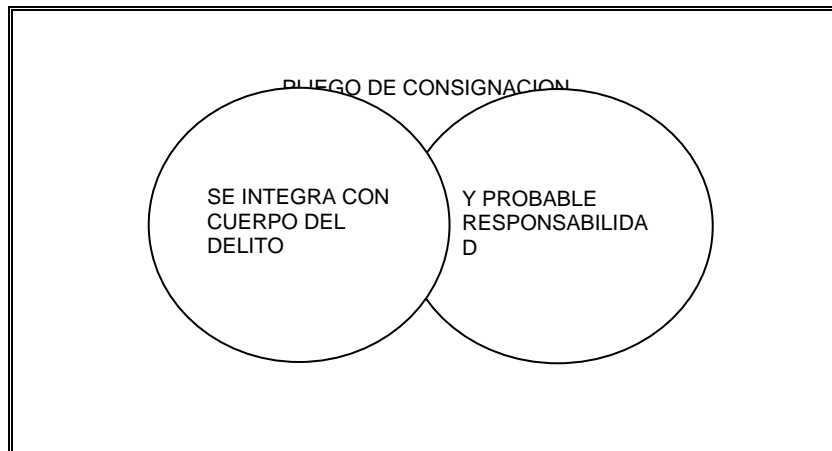 PLIEGO DE CONSIGNACION
SE INTEGRA CON
CUERPO DEL
DELITO
Y PROBABLE
RESPONSABILIDA
D